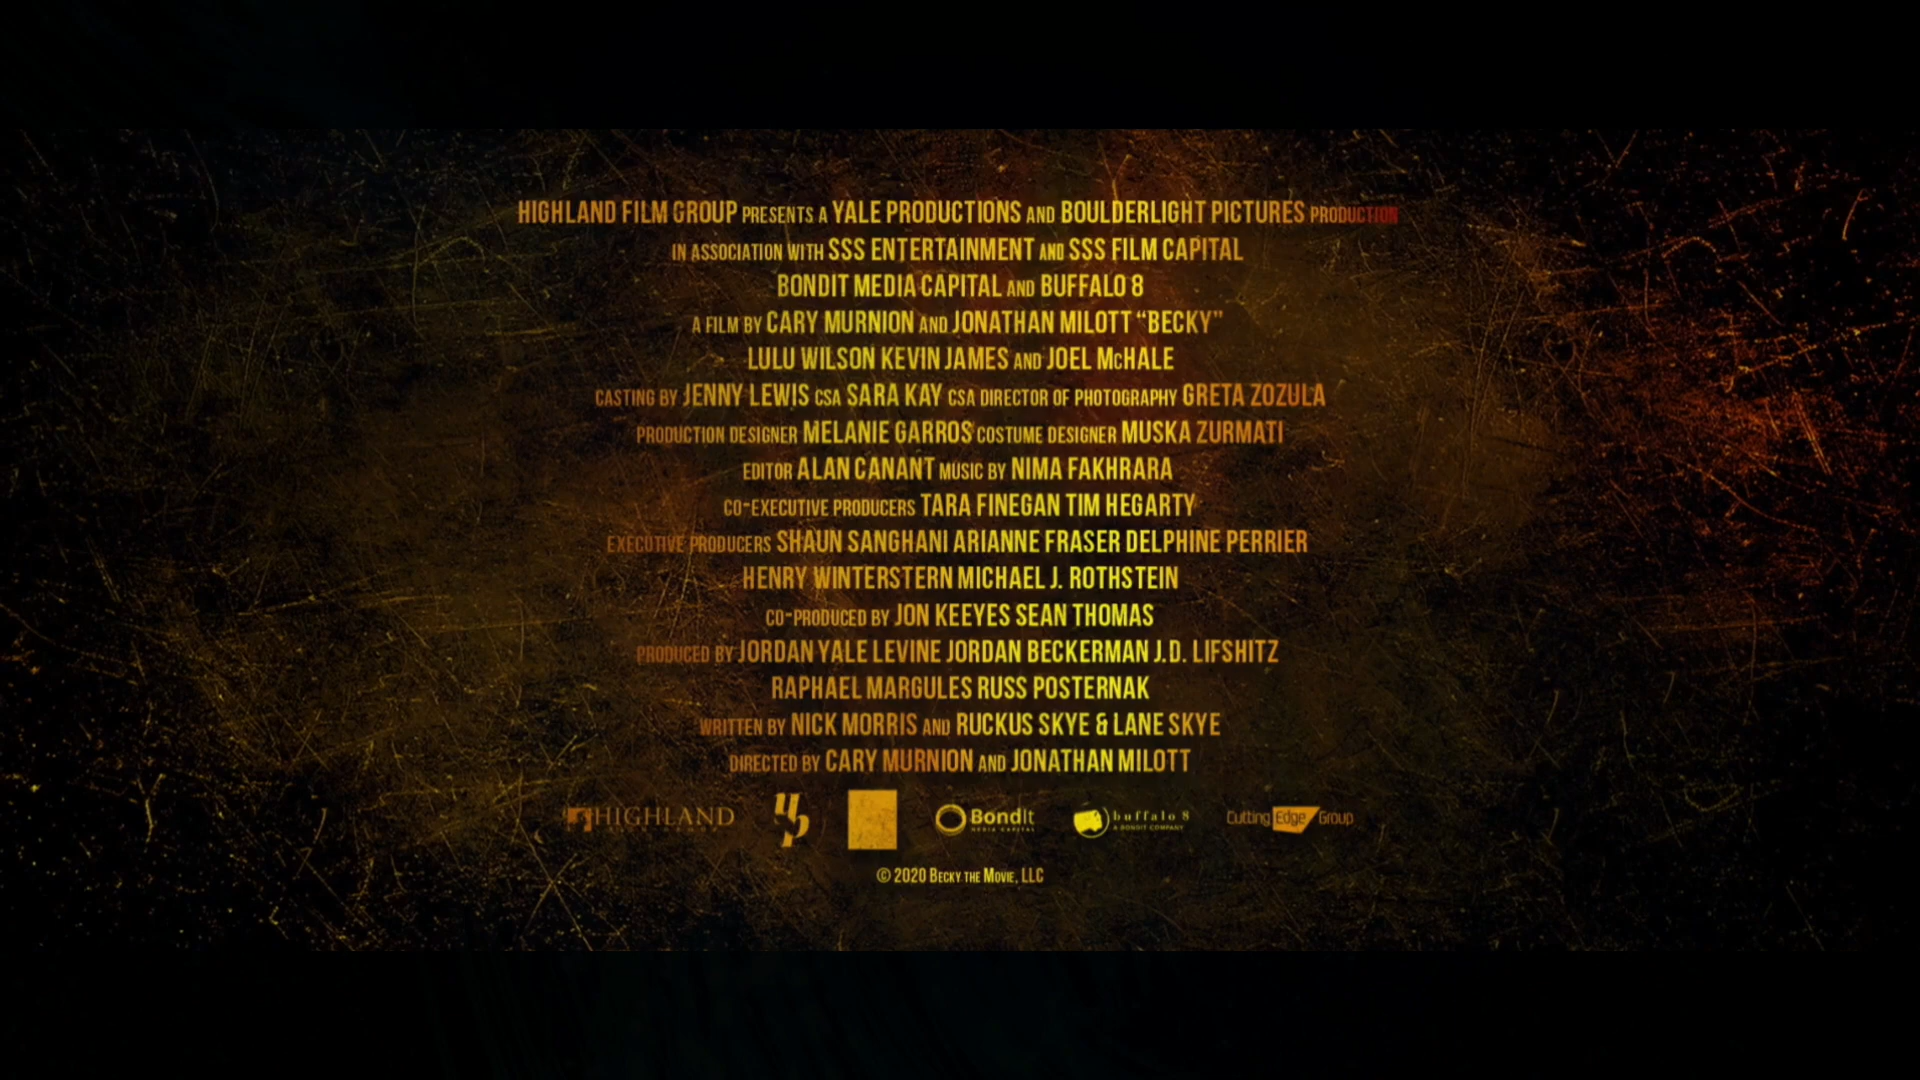 HIGHLAND FILM GROUP PRESENTS A YALE PRODUCTIONS AND BOULDERLIGHT PICTURES PRODUCTION
IN ASSOCIATION WITH SSS ENTERTAINMENT AND SSS FILM CAPITAL
BONDIT MEDIA CAPITAL AND BUFFALO 8
A FILM BY CARY MURNION AND JONATHAN MILOTT “BECKY”
LULU WILSON KEVIN JAMES AND JOEL McHALE
CASTING BY JENNY LEWIS CSA SARA KAY CSA DIRECTOR OF PHOTOGRAPHY GRETA ZOZULA
PRODUCTION DESIGNER MELANIE GARROS COSTUME DESIGNER MUSKA ZURMATI
EDITOR ALAN CANANT MUSIC BY NIMA FAKHRARA
CO-EXECUTIVE PRODUCERS TARA FINEGAN TIM HEGARTY
EXECUTIVE PRODUCERS SHAUN SANGHANI ARIANNE FRASER DELPHINE PERRIER
HENRY WINTERSTERN MICHAEL J. ROTHSTEIN
CO-PRODUCED BY JON KEEYES SEAN THOMAS
PRODUCED BY JORDAN YALE LEVINE JORDAN BECKERMAN J.D. LIFSHITZ
RAPHAEL MARGULES RUSS POSTERNAK
WRITTEN BY NICK MORRIS AND RUCKUS SKYE & LANE SKYE
DIRECTED BY CARY MURNION AND JONATHAN MILOTT
HIGHLAND
BondIt
MEDIA CAPITAL
buffalo 8
A BONDIT COMPANY
Cutting Edge Group
© 2020 BECKY THE MOVIE, LLC